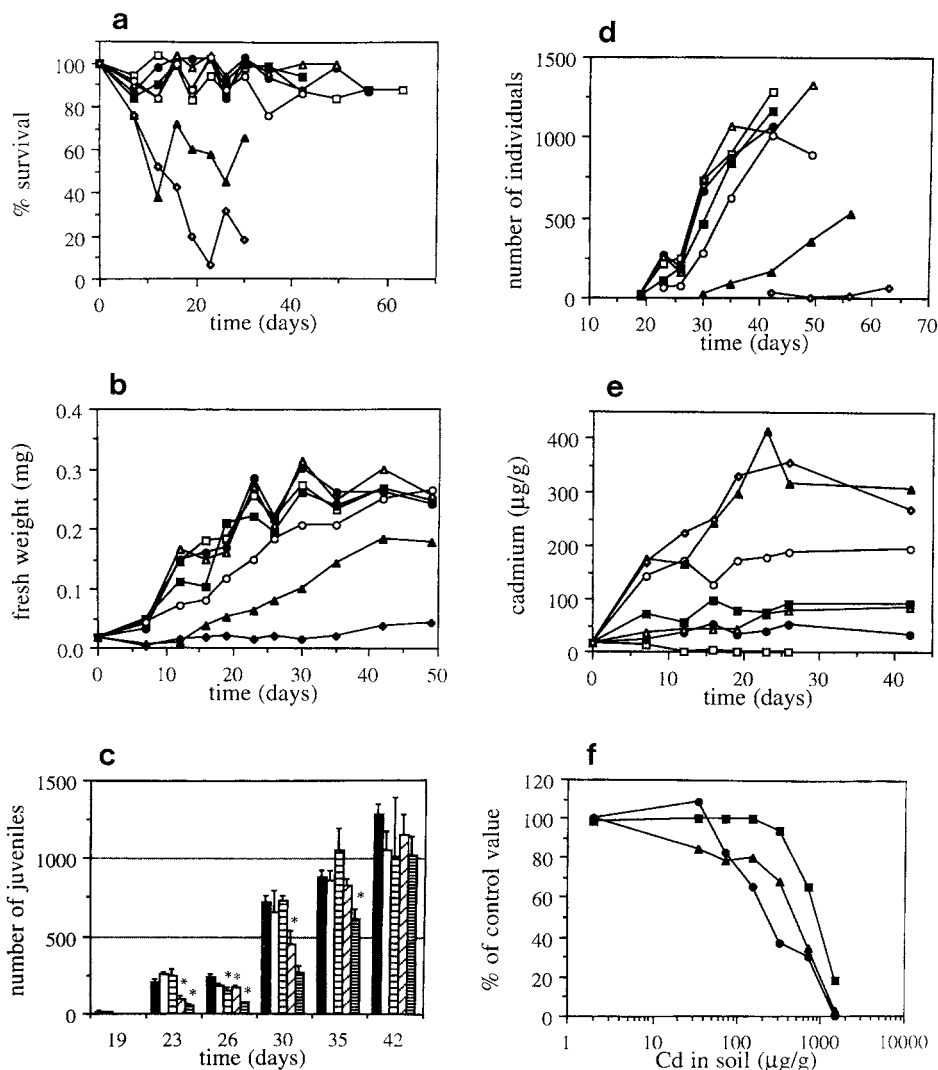 a
% survival
100
80
60
40
20
0
0 20 40 60
time (days)
d
number of individuals
1500
1000
500
0
10 20 30 40 50 60 70
time (days)
b
fresh weight (mg)
0.4
0.3
0.2
0.1
0.0
0 10 20 30 40 50
time (days)
e
cadmium (µg/g)
400
300
200
100
0
0 10 20 30 40
time (days)
c
number of juveniles
1500
1000
500
0
* * * * * * * *
19 23 26 30 35 42
time (days)
f
% of control value
120
100
80
60
40
20
0
1 10 100 1000 10000
Cd in soil (µg/g)